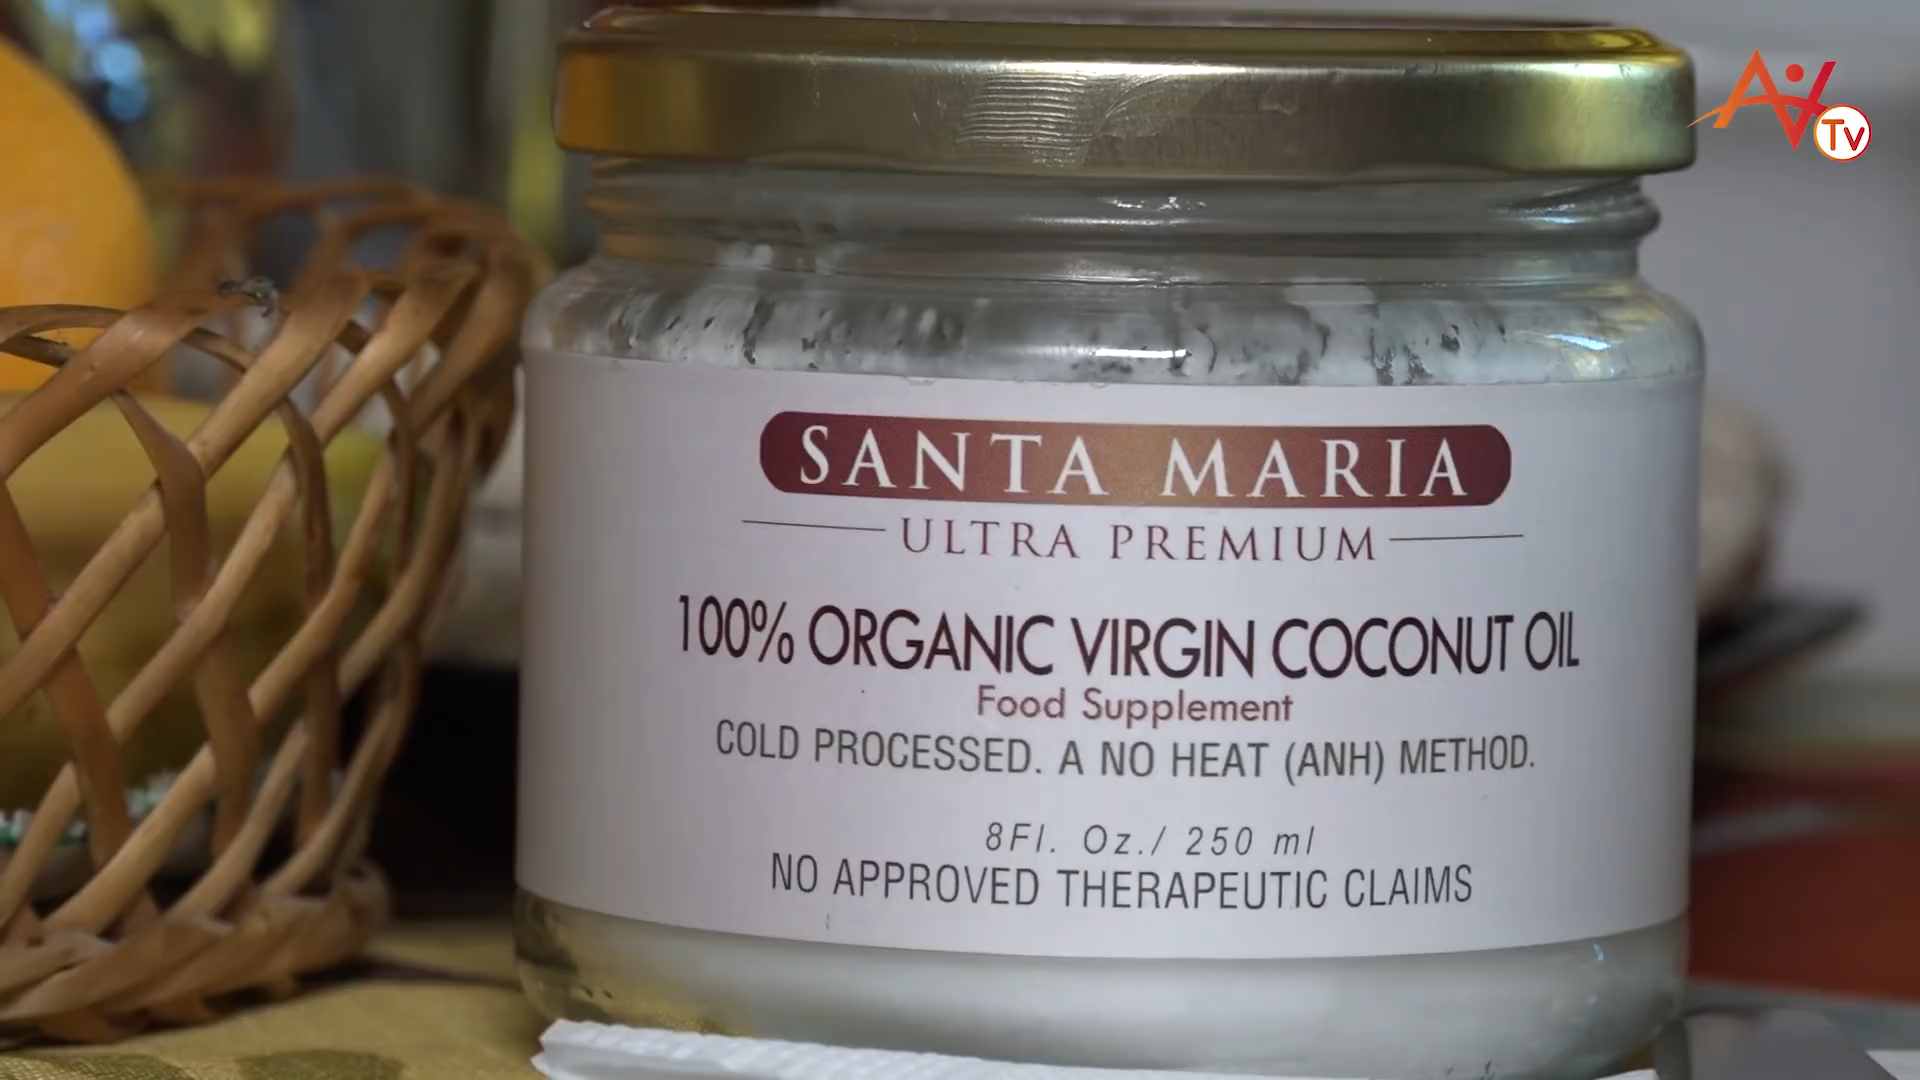 SANTA MARIA
ULTRA PREMIUM
100% ORGANIC VIRGIN COCONUT OIL
Food Supplement
COLD PROCESSED. A NO HEAT (ANH) METHOD.
8Fl. Oz./ 250 ml
NO APPROVED THERAPEUTIC CLAIMS
AV Tv